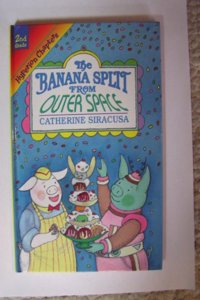 2nd Grade
Hyperion Chapters
The
BANANA SPLIT
FROM
OUTER SPACE
CATHERINE SIRACUSA